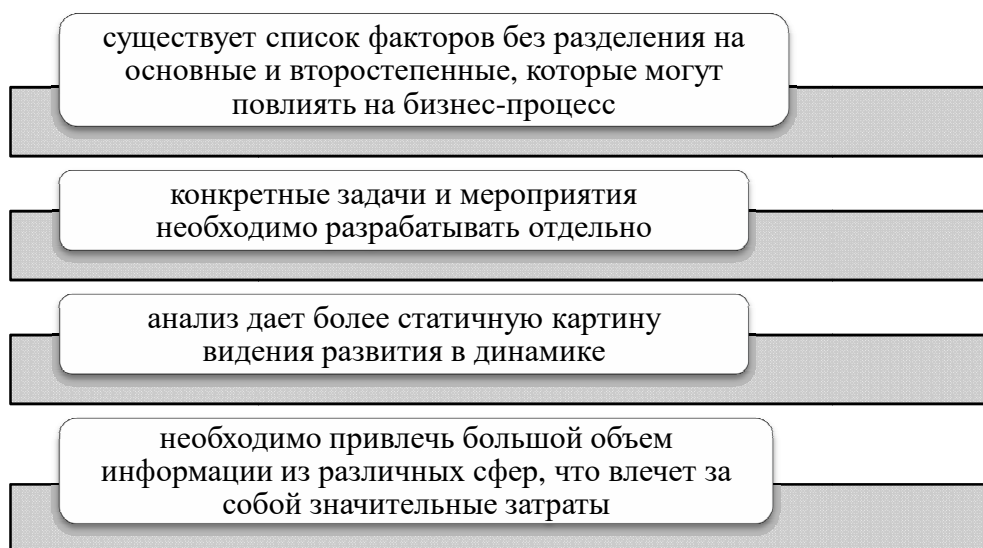 существует список факторов без разделения на
основные и второстепенные, которые могут
повлиять на бизнес-процесс
конкретные задачи и мероприятия
необходимо разрабатывать отдельно
анализ дает более статичную картину
видения развития в динамике
необходимо привлечь большой объем
информации из различных сфер, что влечет за
собой значительные затраты